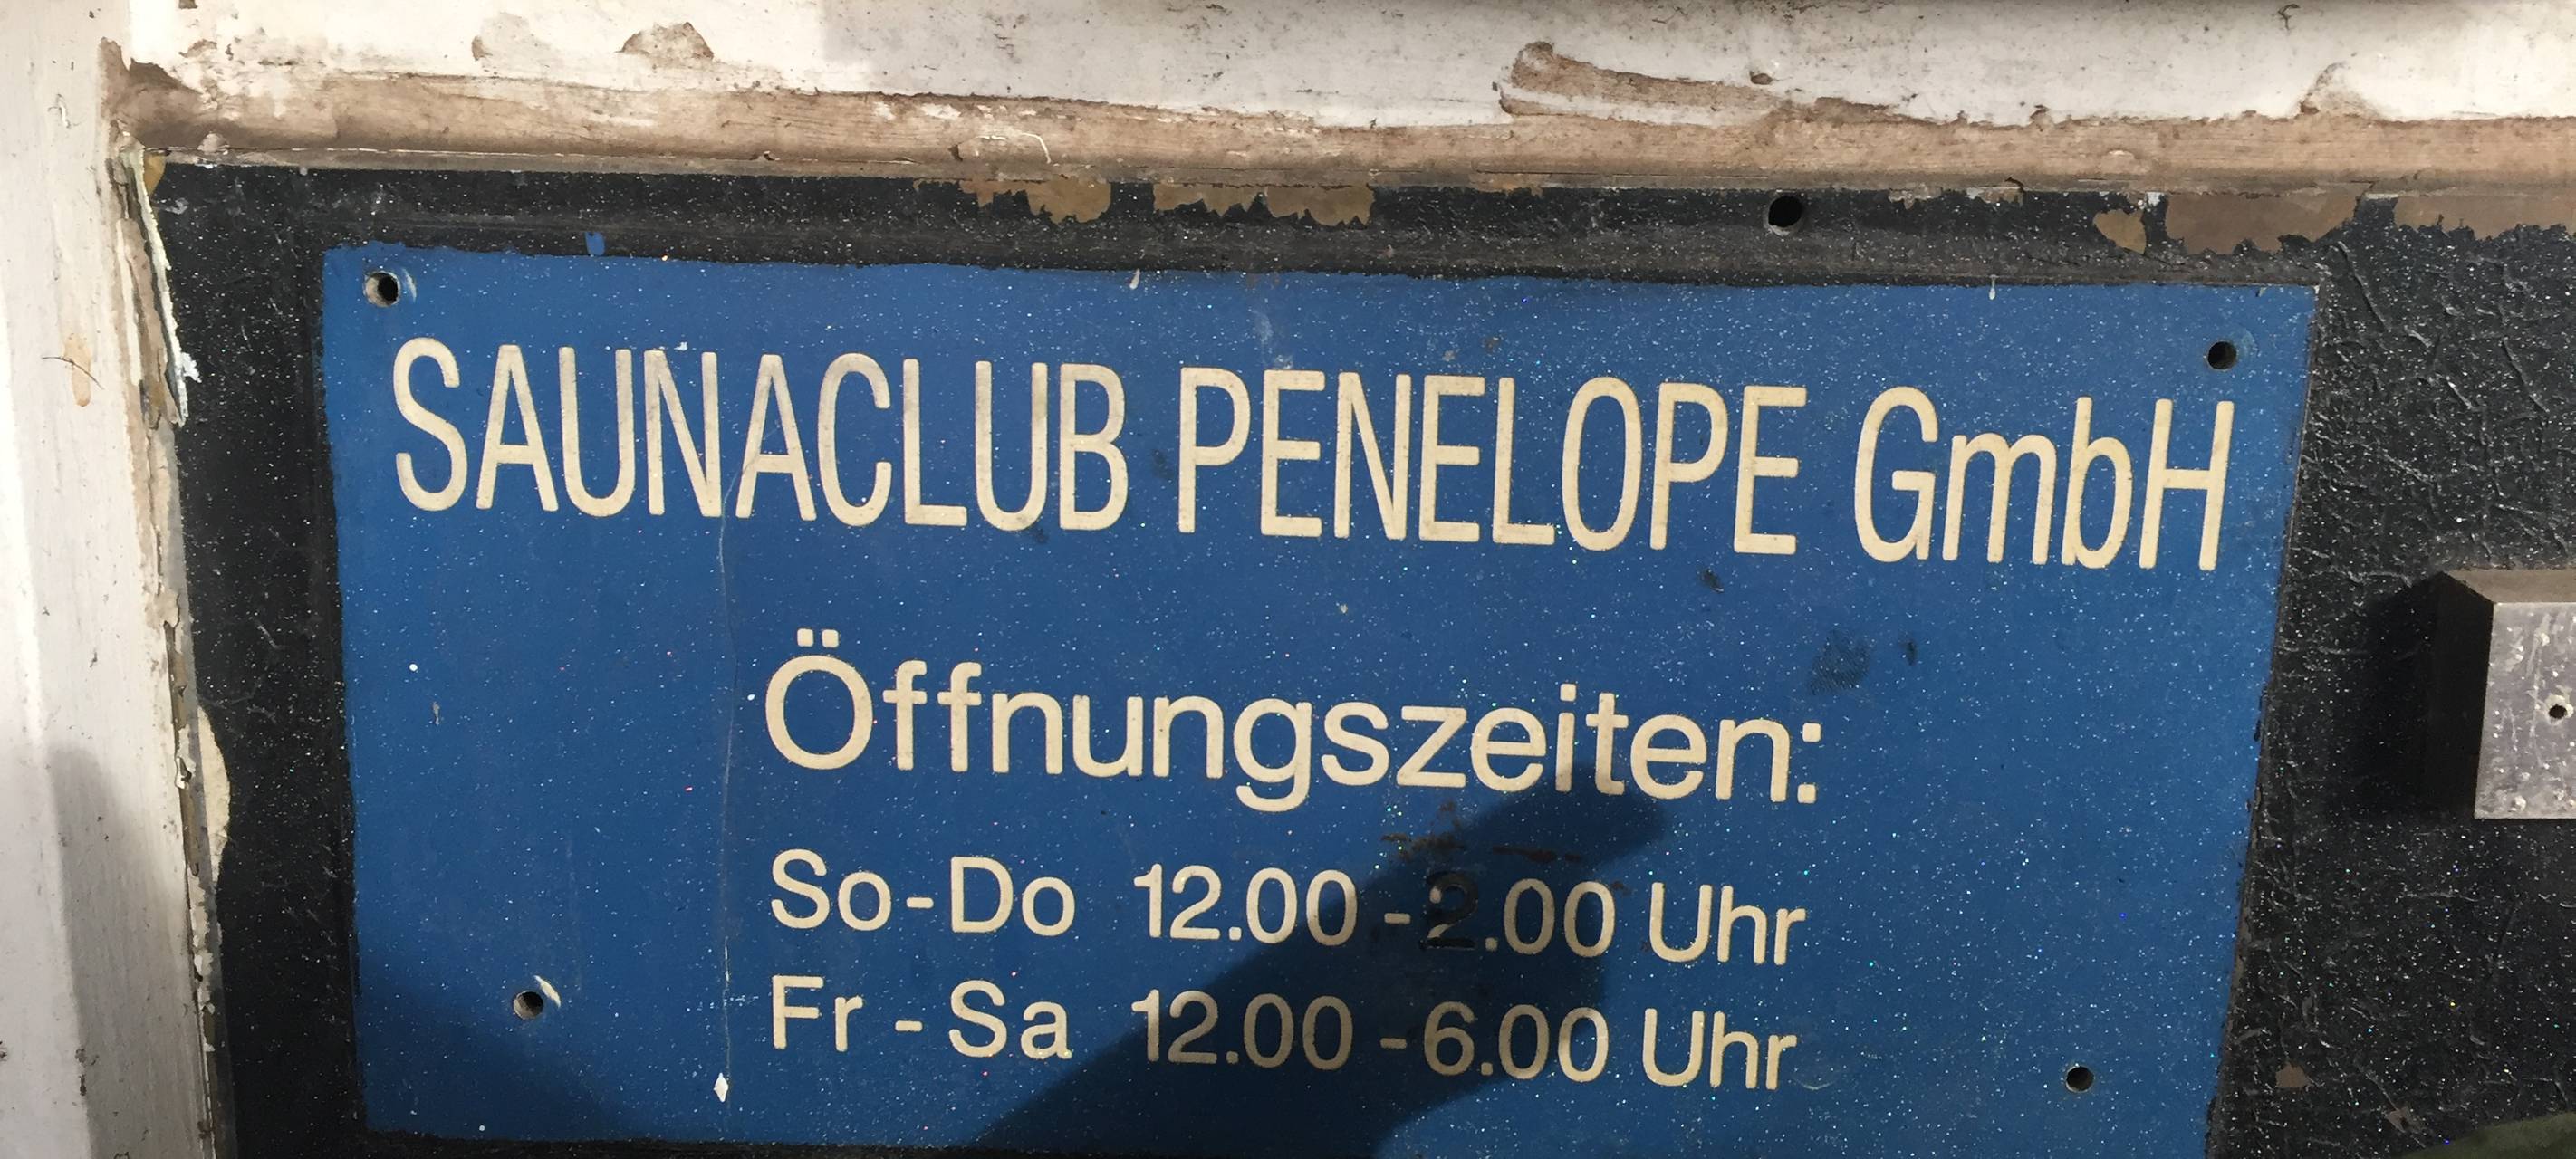 SAUNACLUB PENELOPE GmbH
Öffnungszeiten:
So-Do 12.00-2.00 Uhr
Fr-Sa 12.00-6.00 Uhr